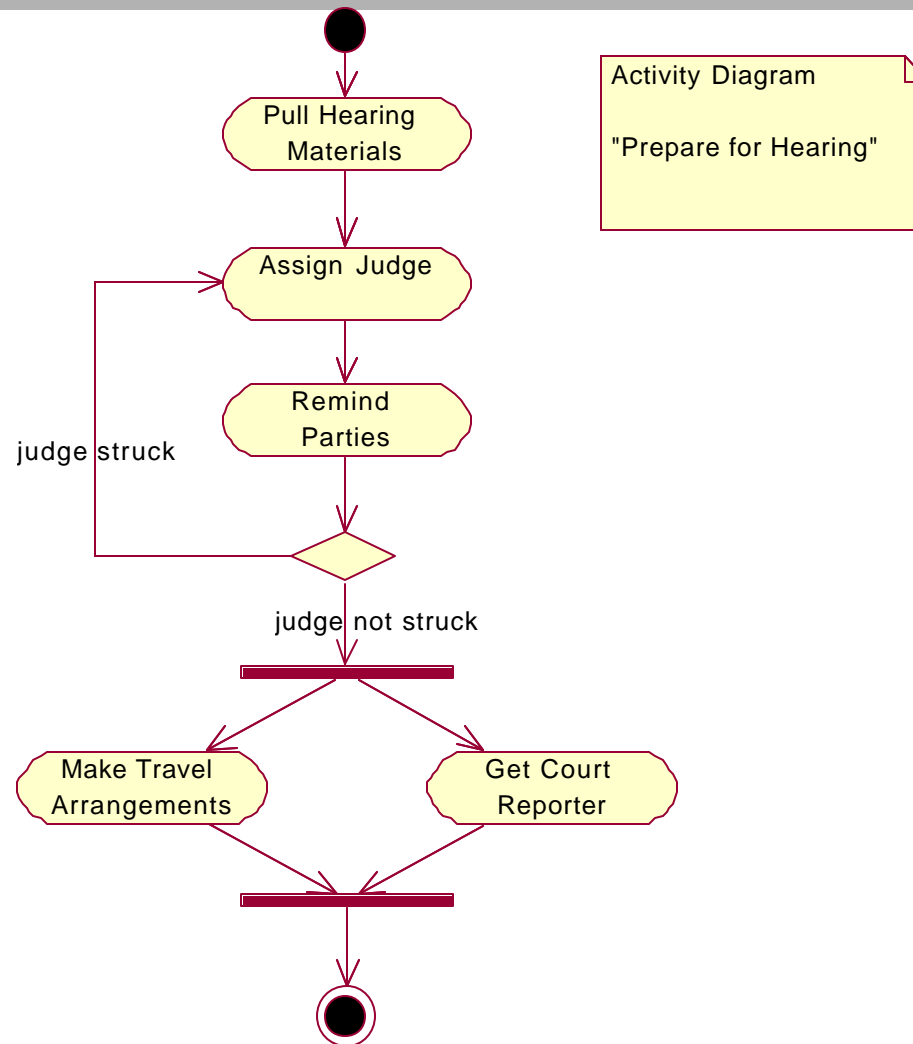 Activity Diagram
"Prepare for Hearing"
Pull Hearing
Materials
Assign Judge
Remind
Parties
judge struck
judge not struck
Make Travel
Arrangements
Get Court
Reporter